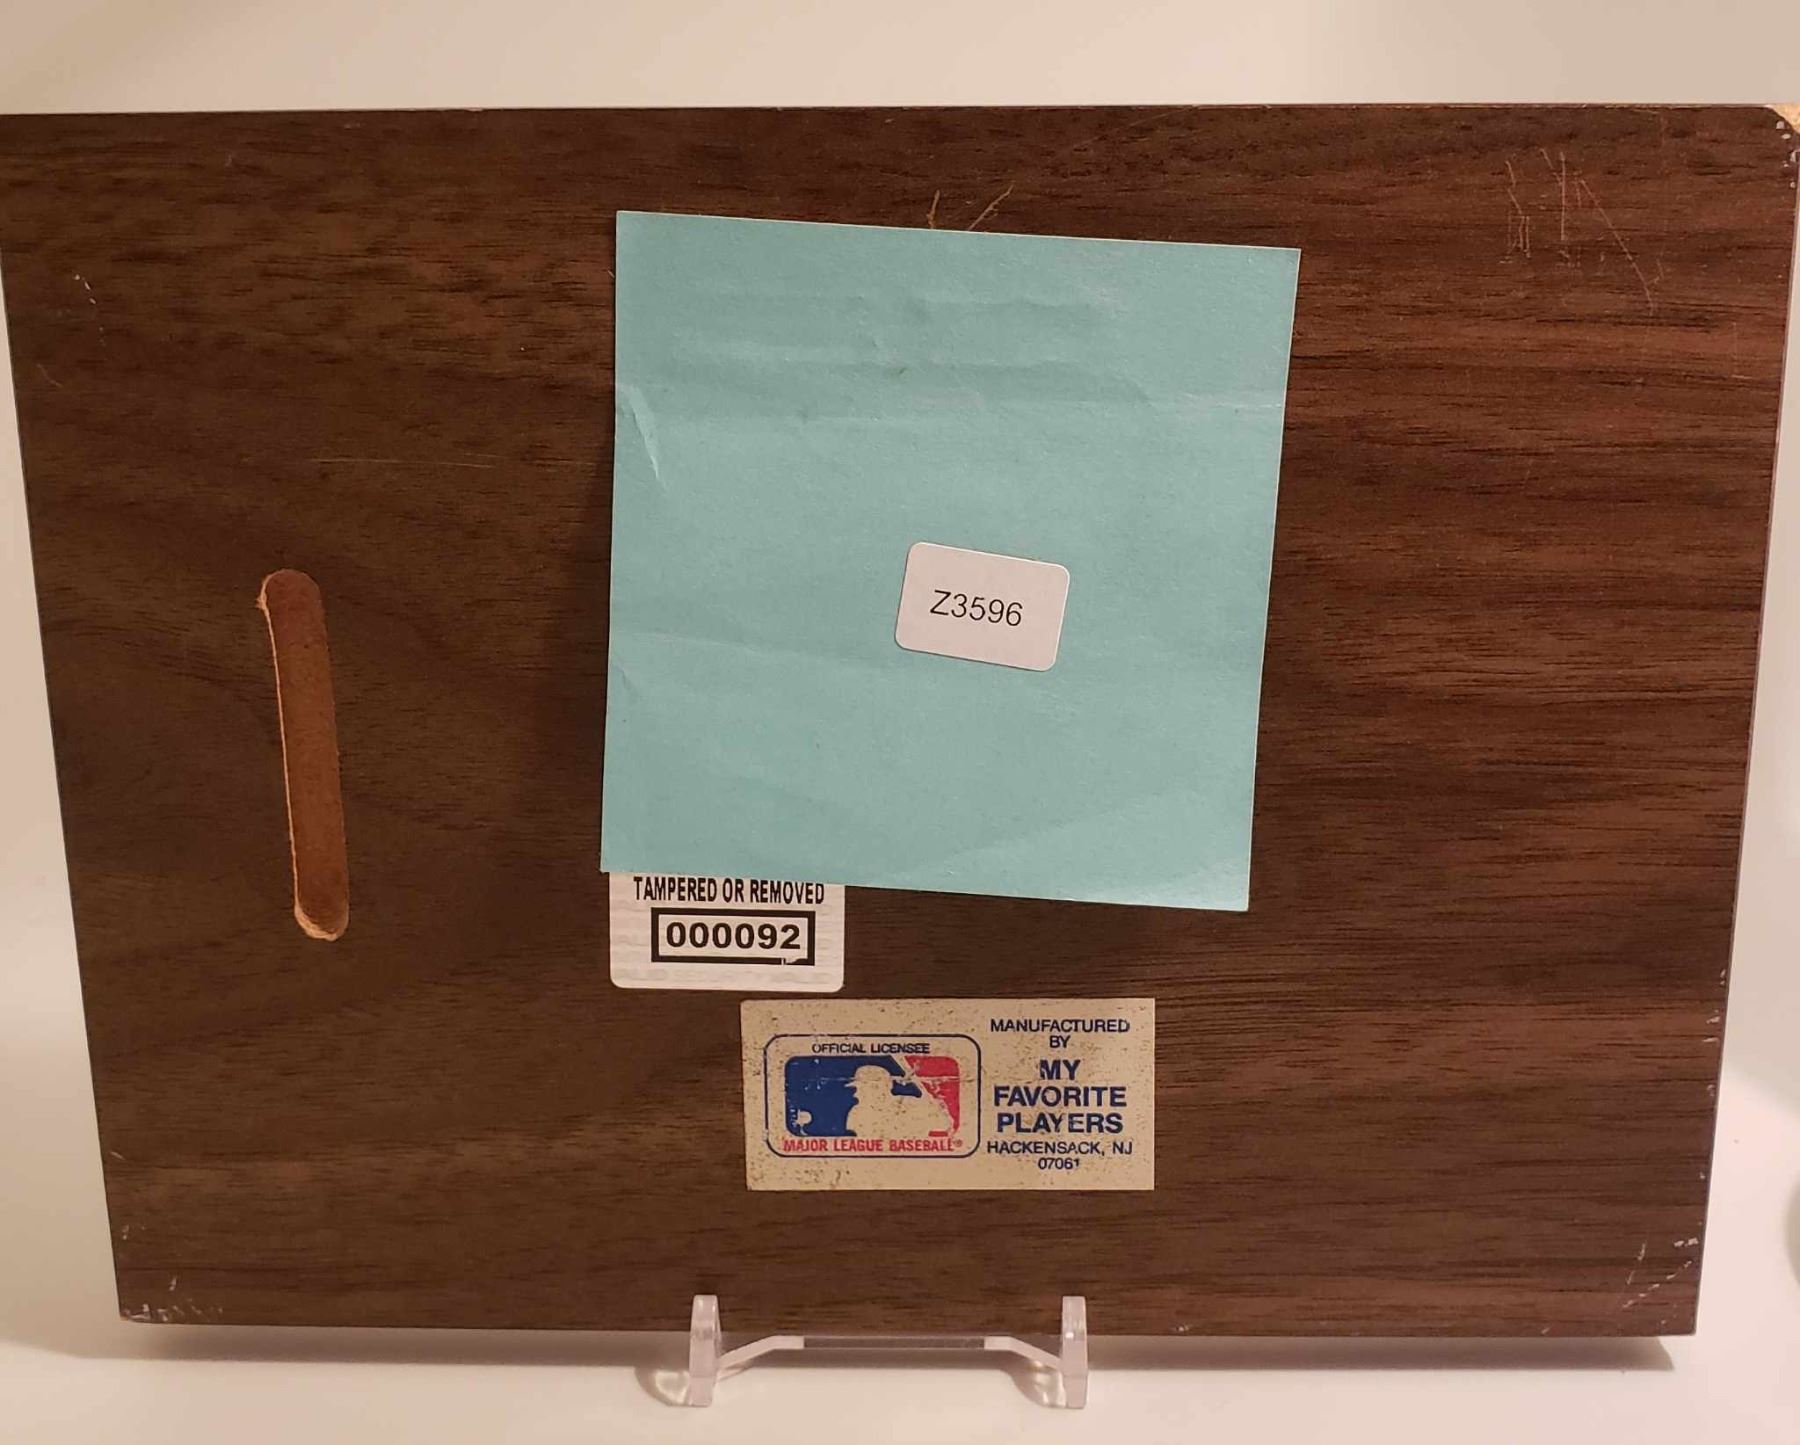 Z3596
TAMPERED OR REMOVED
000092
OFFICIAL LICENSEE
MAJOR LEAGUE BASEBALL®
MANUFACTURED
BY
MY
FAVORITE
PLAYERS
HACKENSACK, NJ
07061